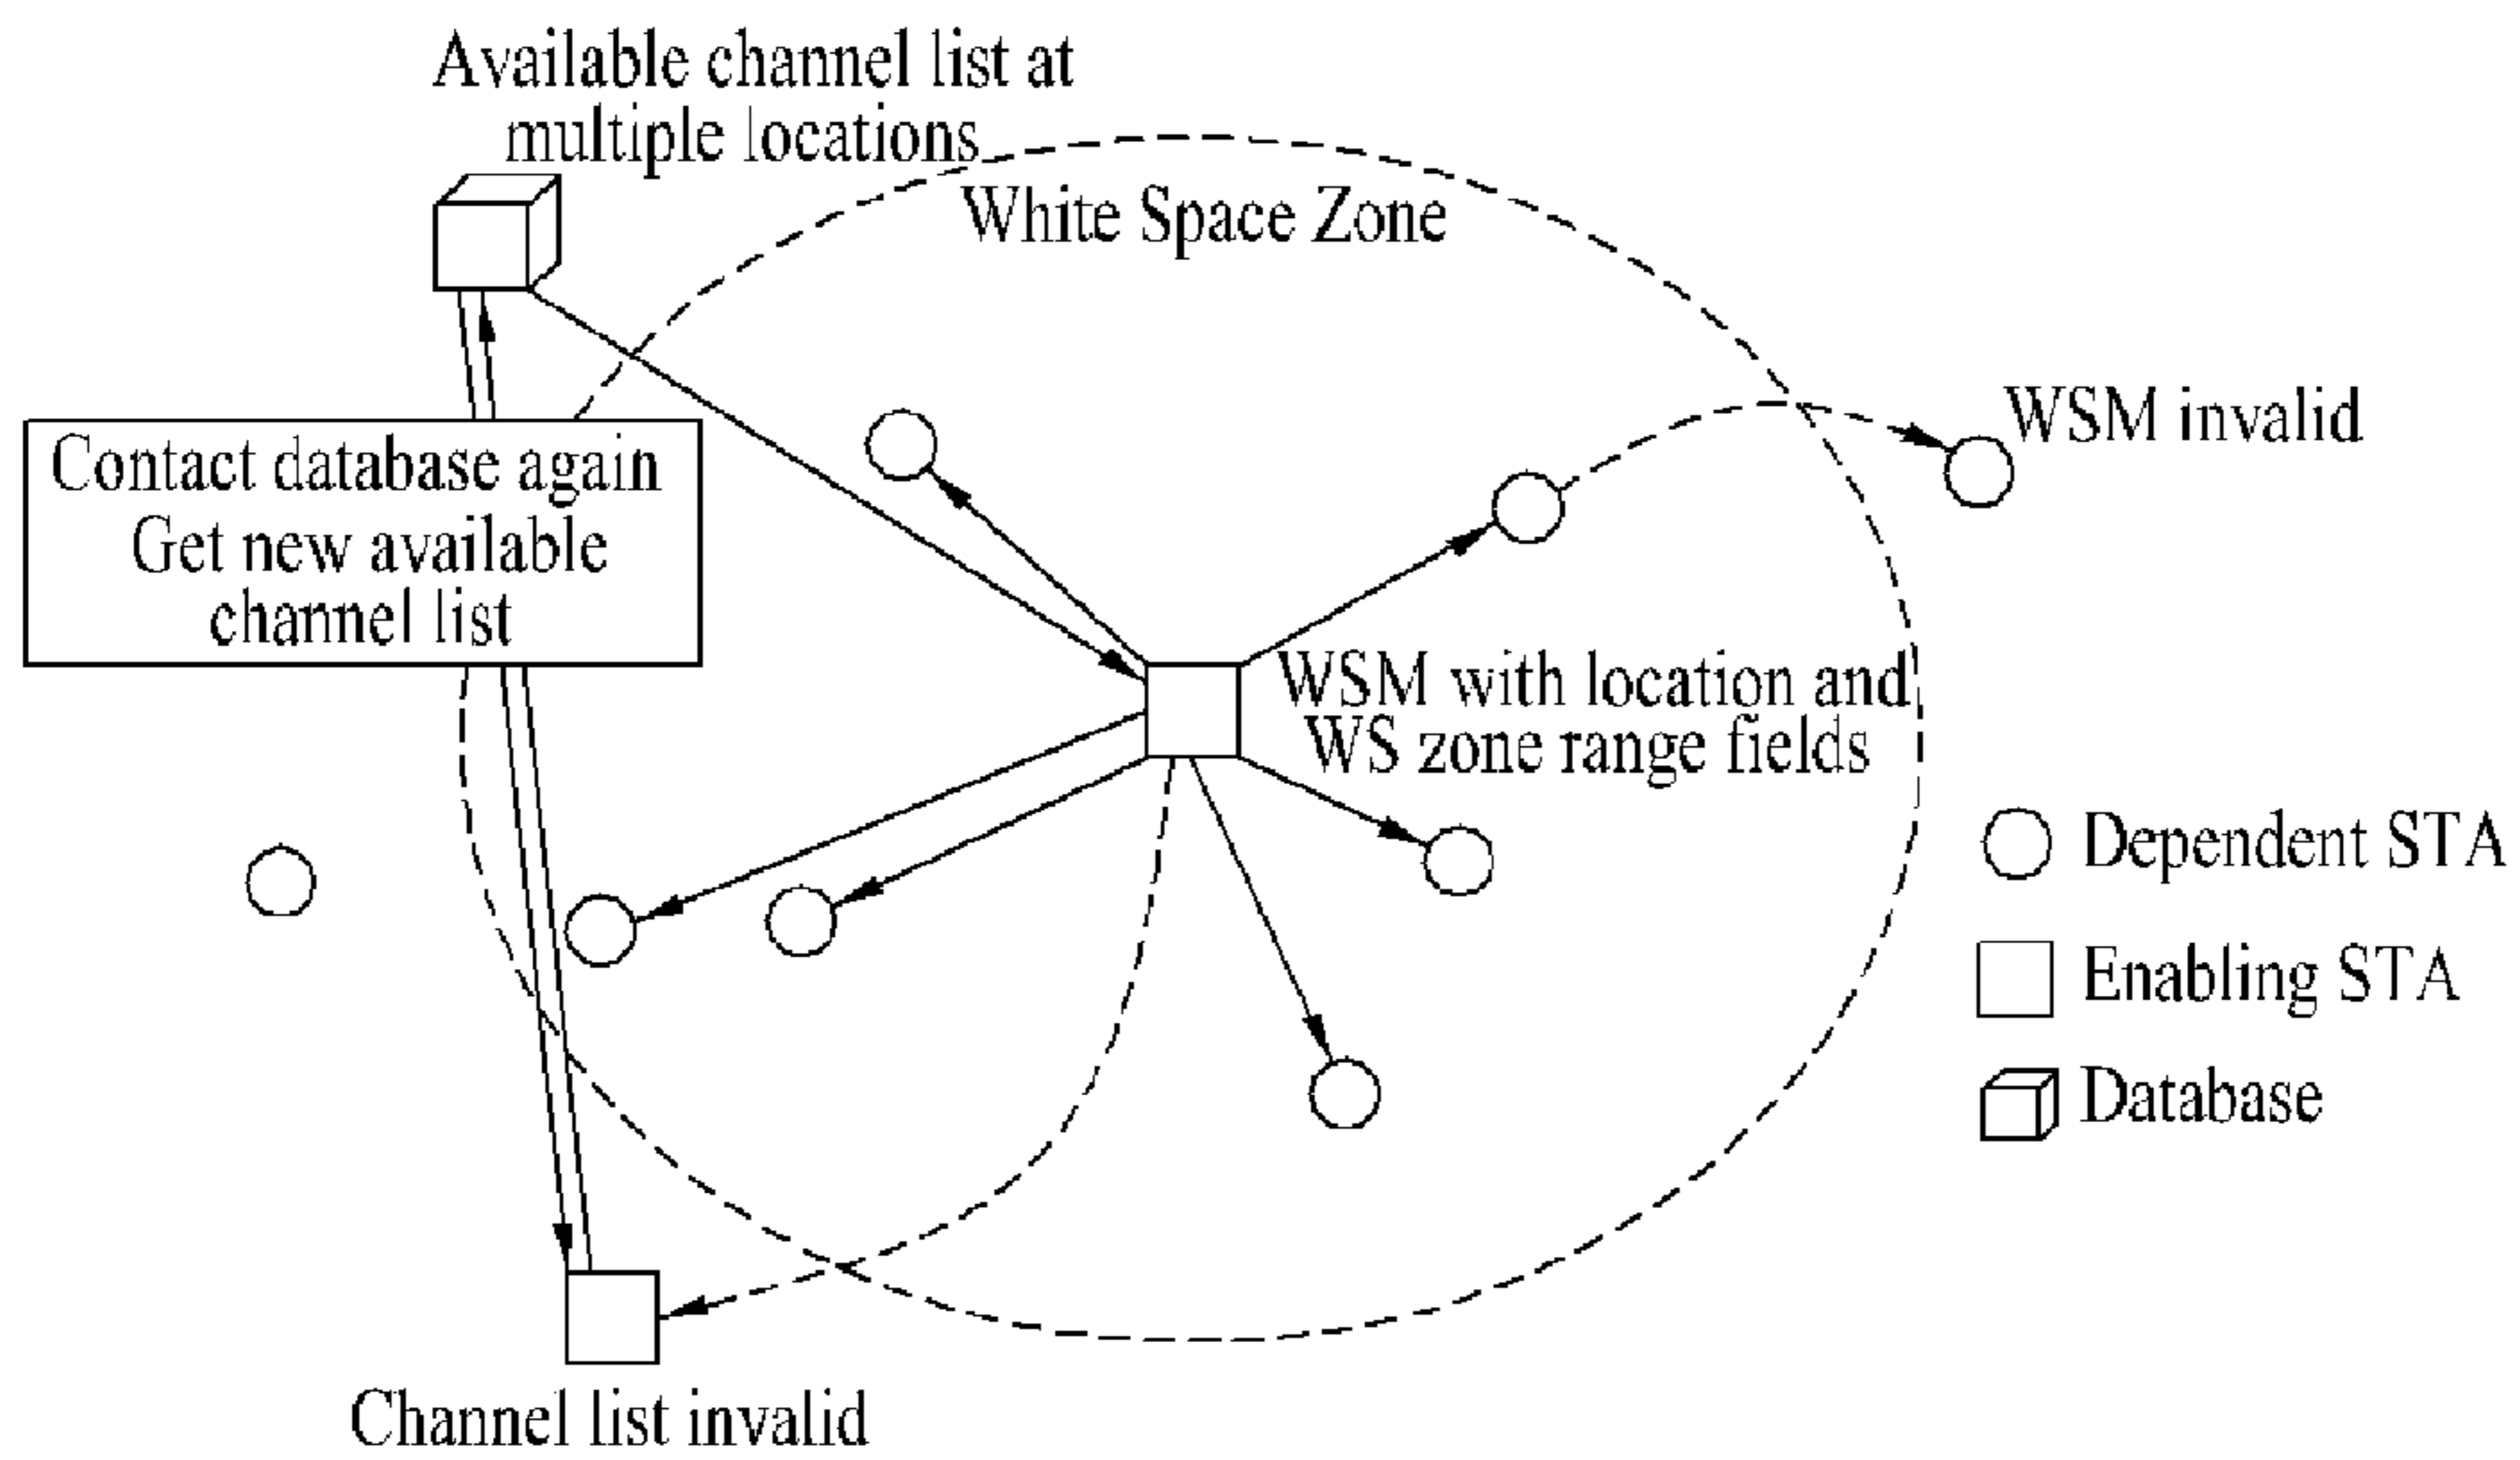 Available channel list at
multiple locations
White Space Zone
Contact database again
Get new available
channel list
WSM invalid
WSM with location and
WS zone range fields
Dependent STA
Enabling STA
Database
Channel list invalid